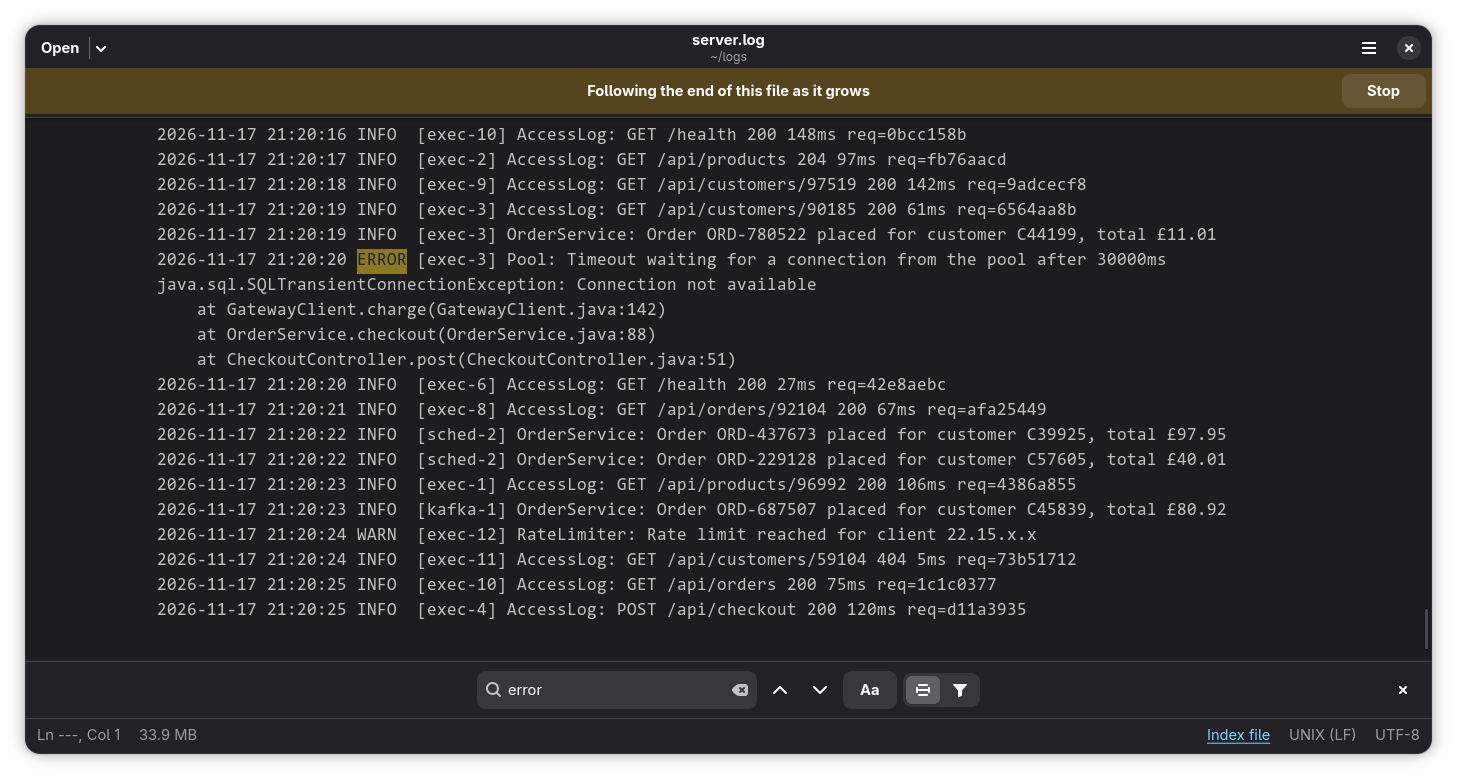 Open
server.log
~/logs
Following the end of this file as it grows
Stop
2026-11-17 21:20:16 INFO  [exec-10] AccessLog: GET /health 200 148ms req=0bcc158b
2026-11-17 21:20:17 INFO  [exec-2] AccessLog: GET /api/products 204 97ms req=fb76aacd
2026-11-17 21:20:18 INFO  [exec-9] AccessLog: GET /api/customers/97519 200 142ms req=9adcecf8
2026-11-17 21:20:19 INFO  [exec-3] AccessLog: GET /api/customers/90185 200 61ms req=6564aa8b
2026-11-17 21:20:19 INFO  [exec-3] OrderService: Order ORD-780522 placed for customer C44199, total £11.01
2026-11-17 21:20:20 ERROR [exec-3] Pool: Timeout waiting for a connection from the pool after 30000ms
java.sql.SQLTransientConnectionException: Connection not available
    at GatewayClient.charge(GatewayClient.java:142)
    at OrderService.checkout(OrderService.java:88)
    at CheckoutController.post(CheckoutController.java:51)
2026-11-17 21:20:20 INFO  [exec-6] AccessLog: GET /health 200 27ms req=42e8aebc
2026-11-17 21:20:21 INFO  [exec-8] AccessLog: GET /api/orders/92104 200 67ms req=afa25449
2026-11-17 21:20:22 INFO  [sched-2] OrderService: Order ORD-437673 placed for customer C39925, total £97.95
2026-11-17 21:20:22 INFO  [sched-2] OrderService: Order ORD-229128 placed for customer C57605, total £40.01
2026-11-17 21:20:23 INFO  [exec-1] AccessLog: GET /api/products/96992 200 106ms req=4386a855
2026-11-17 21:20:23 INFO  [kafka-1] OrderService: Order ORD-687507 placed for customer C45839, total £80.92
2026-11-17 21:20:24 WARN  [exec-12] RateLimiter: Rate limit reached for client 22.15.x.x
2026-11-17 21:20:24 INFO  [exec-11] AccessLog: GET /api/customers/59104 404 5ms req=73b51712
2026-11-17 21:20:25 INFO  [exec-10] AccessLog: GET /api/orders 200 75ms req=1c1c0377
2026-11-17 21:20:25 INFO  [exec-4] AccessLog: POST /api/checkout 200 120ms req=d11a3935
error
Aa
Ln ---, Col 1
33.9 MB
Index file
UNIX (LF)
UTF-8